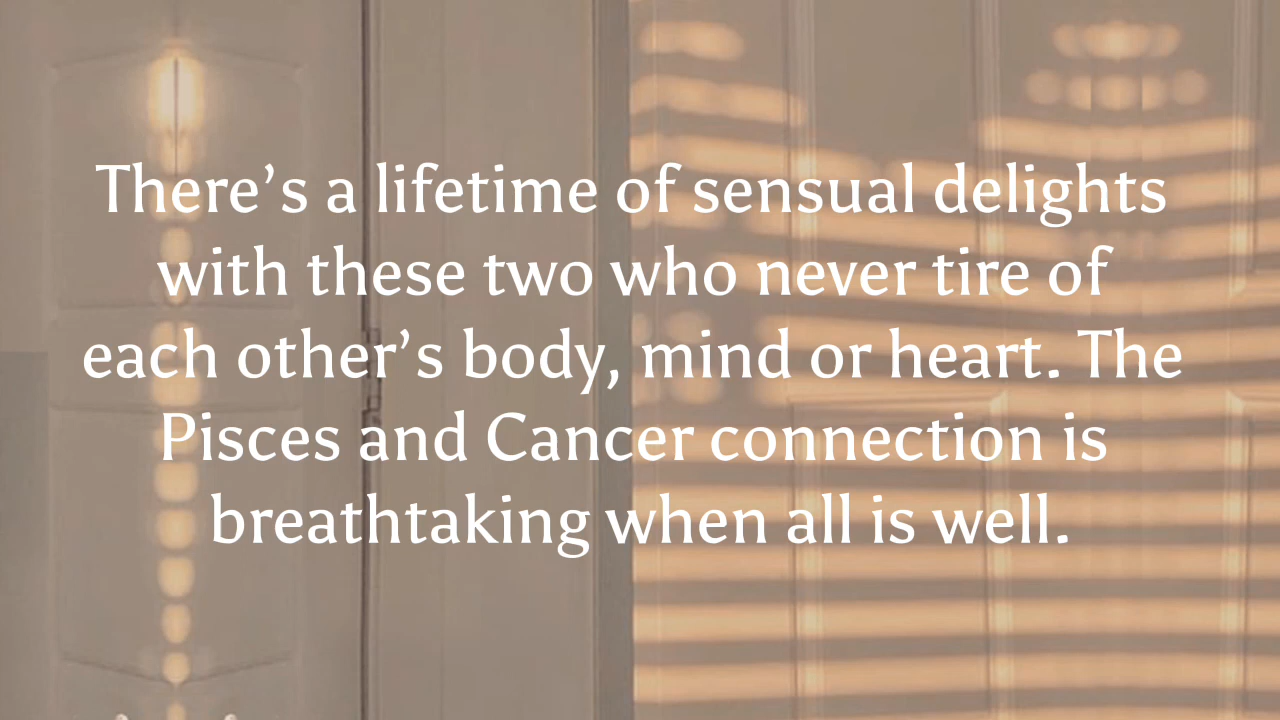 There’s a lifetime of sensual delights
with these two who never tire of
each other’s body, mind or heart. The
Pisces and Cancer connection is
breathtaking when all is well.